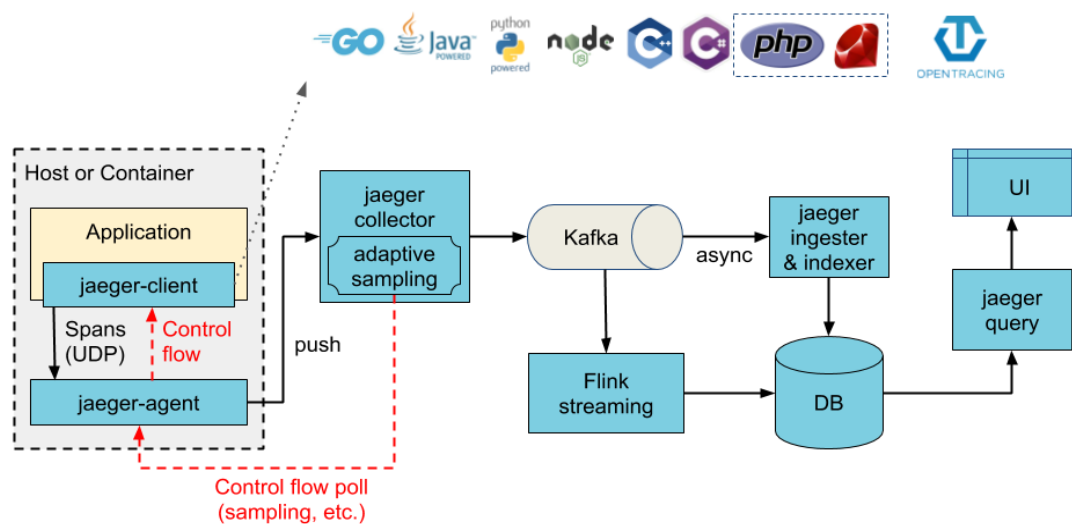 GO
Java
POWERED
python
powered
node
JS
C++
C#
php
OPENTRACING
Host or Container
Application
jaeger-client
Spans
(UDP)
Control
flow
jaeger-agent
push
jaeger
collector
adaptive
sampling
Control flow poll
(sampling, etc.)
Kafka
async
Flink
streaming
jaeger
ingester
& indexer
DB
jaeger
query
UI